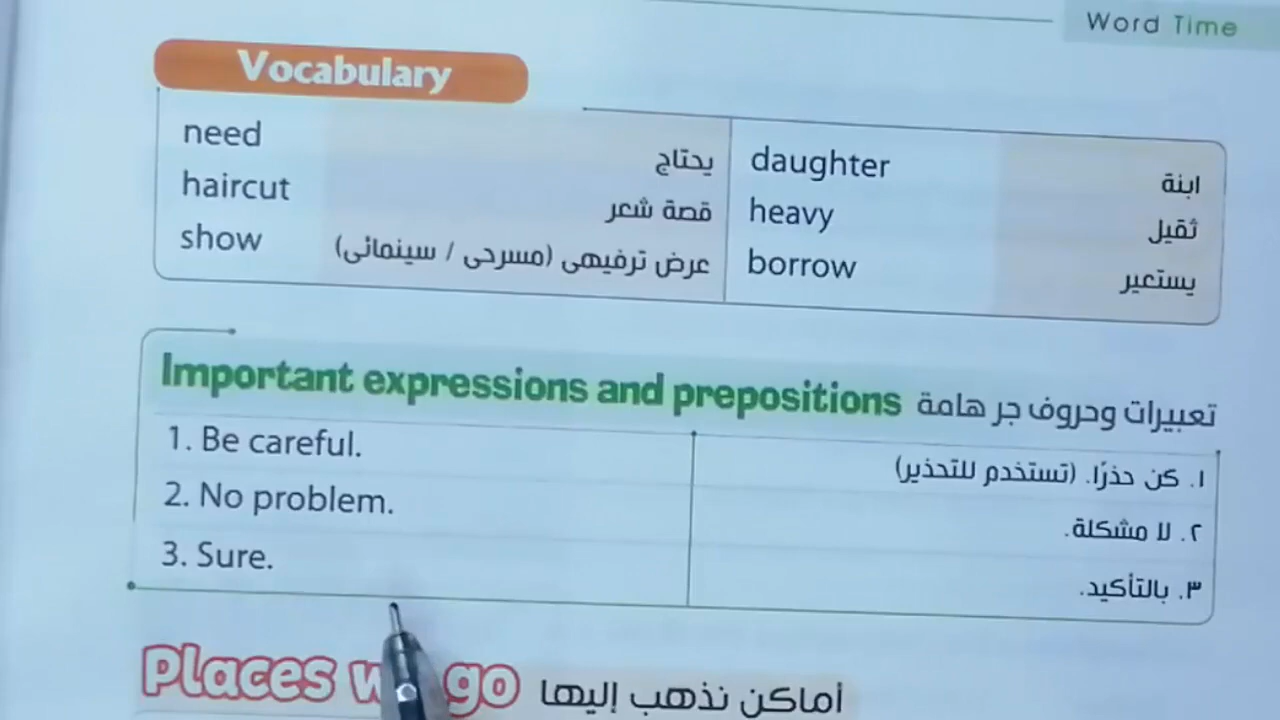 Word Time
Vocabulary
need يحتاج
haircut قصة شعر
show عرض ترفيهى (مسرحى / سينمائى)
daughter ابنة
heavy ثقيل
borrow يستعير
Important expressions and prepositions تعبيرات وحروف جر هامة
1. Be careful. ١. كن حذرًا. (تستخدم للتحذير)
2. No problem. ٢. لا مشكلة.
3. Sure. ٣. بالتأكيد.
Places go أماكن نذهب إليها